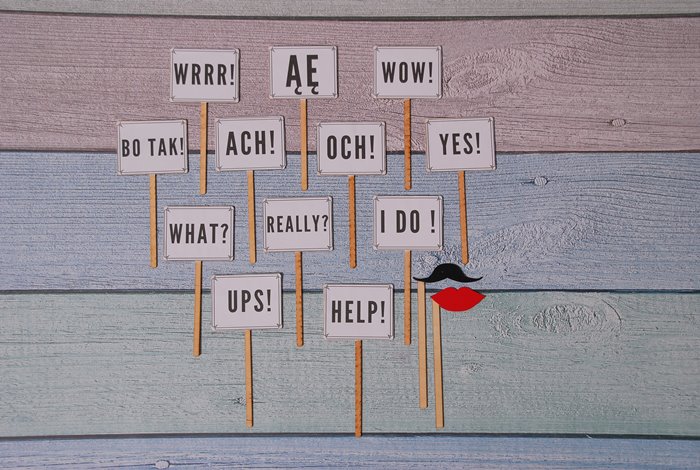 WRRR!
ĄĘ
WOW!
BO TAK!
ACH!
OCH!
YES!
WHAT?
REALLY?
I DO !
UPS!
HELP!